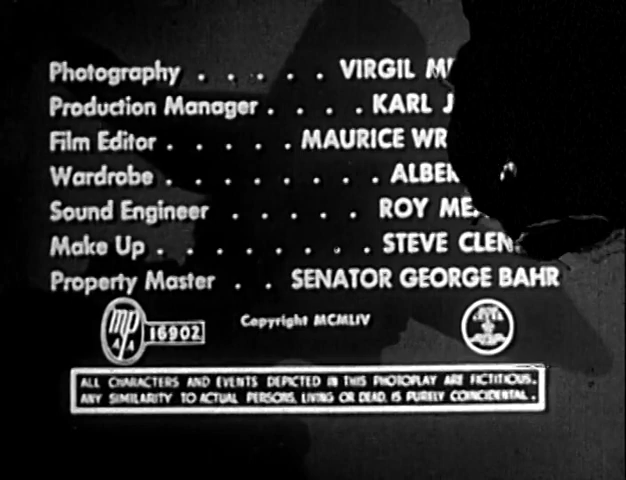 Photography . . . . . VIRGIL
Production Manager . . . . KARL
Film Editor . . . . . MAURICE
Wardrobe . . . . . . . .
Sound Engineer . . . . . ROY
Make Up . . . . . . . . STEVE
Property Master . . SENATOR GEORGE BAHR
mp
AA
16902
Copyright MCMLIV
ALL CHARACTERS AND EVENTS DEPICTED IN THIS PHOTOPLAY ARE FICTITIOUS.
ANY SIMILARITY TO ACTUAL PERSONS, LIVING OR DEAD, IS PURELY COINCIDENTAL.